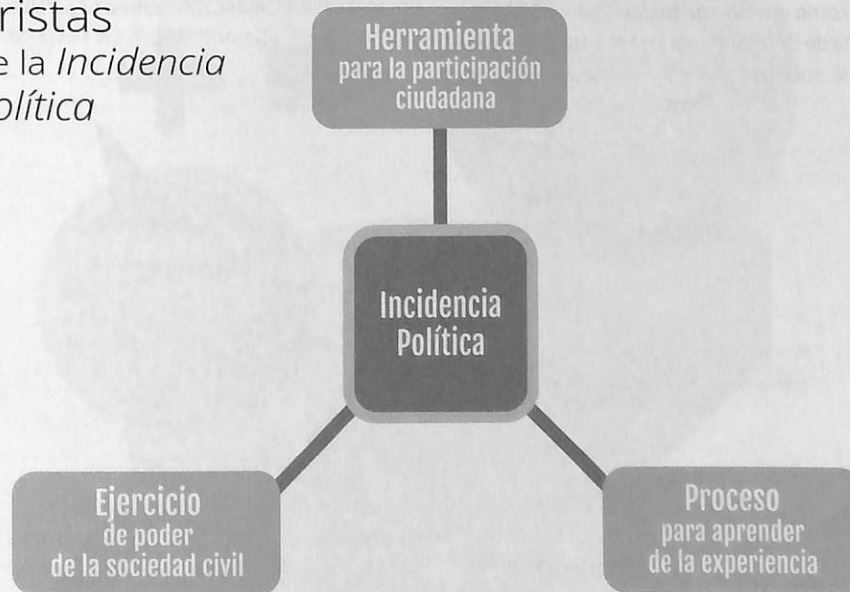 ristas
e la Incidencia
olítica
Herramienta
para la participación
ciudadana
Incidencia
Política
Ejercicio
de poder
de la sociedad civil
Proceso
para aprender
de la experiencia